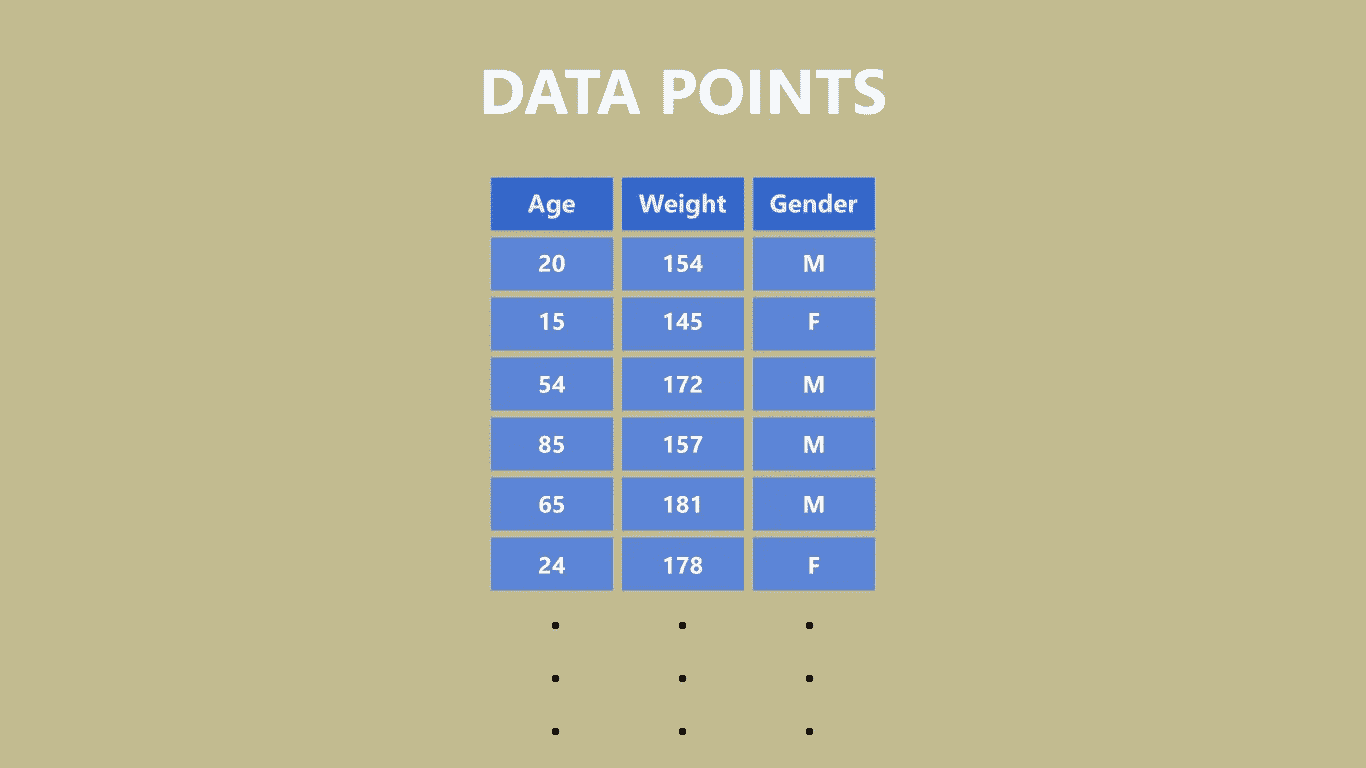 DATA POINTS
Age Weight Gender
20 154 M
15 145 F
54 172 M
85 157 M
65 181 M
24 178 F